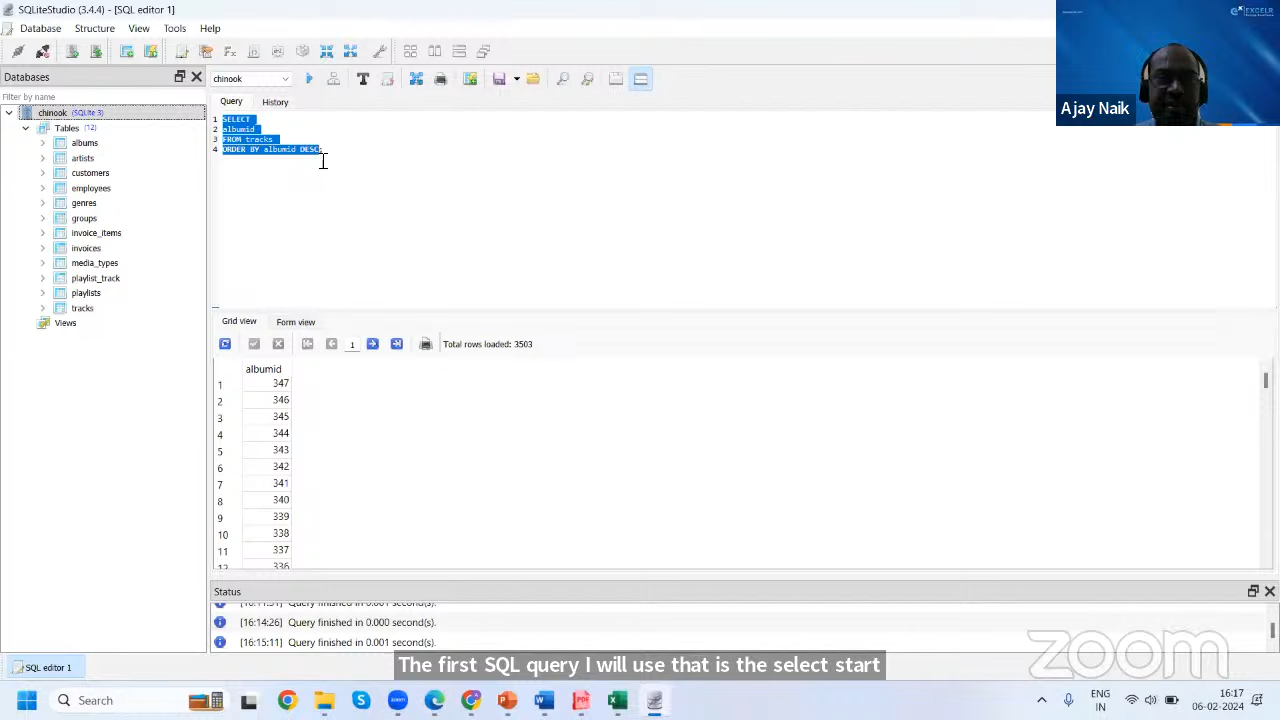 SQLiteStudio (3.4.4) - [SQL editor 1]
EXCELR
Database Structure View Tools Help
Databases
chinook
Filter by name
Query History
chinook (SQLite 3)
Tables (12)
albums
artists
customers
employees
genres
groups
invoice_items
invoices
media_types
playlist_track
playlists
tracks
Views
1 SELECT
2 albumid
3 FROM tracks
4 ORDER BY albumid DESC
Ajay Naik
Grid view Form view
1 Total rows loaded: 3503
albumid
1 347
2 346
3 345
4 344
5 343
6 342
7 341
8 340
9 339
10 338
11 337
12 336
Status
[16:14:26] Query finished in 0.000 second(s).
[16:15:11] Query finished in 0.001 second(s).
zoom
SQL editor 1
The first SQL query I will use that is the select start
Search
ENG
IN
16:17
06-02-2024